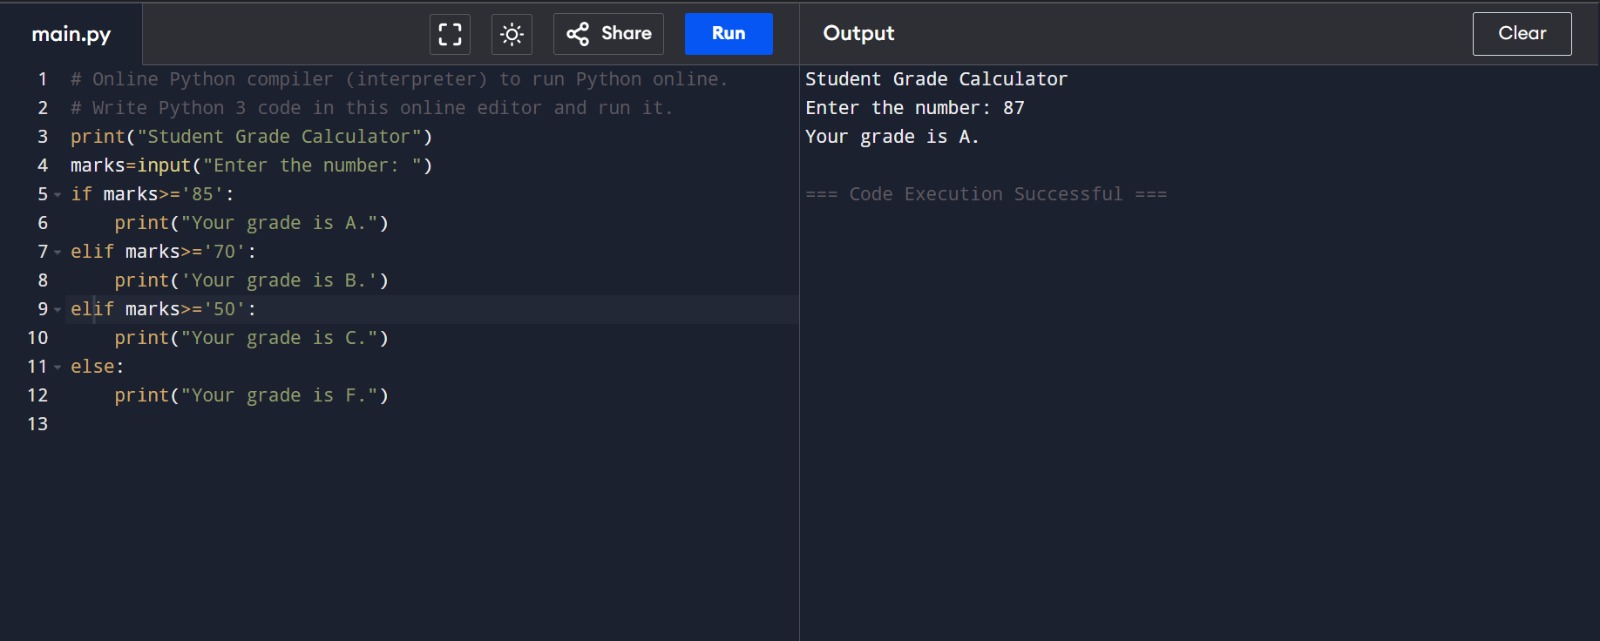 main.py
Share
Run
Output
Clear
1 # Online Python compiler (interpreter) to run Python online.
2 # Write Python 3 code in this online editor and run it.
3 print("Student Grade Calculator")
4 marks=input("Enter the number: ")
5 if marks>='85':
6     print("Your grade is A.")
7 elif marks>='70':
8     print('Your grade is B.')
9 elif marks>='50':
10     print("Your grade is C.")
11 else:
12     print("Your grade is F.")
13
Student Grade Calculator
Enter the number: 87
Your grade is A.
=== Code Execution Successful ===